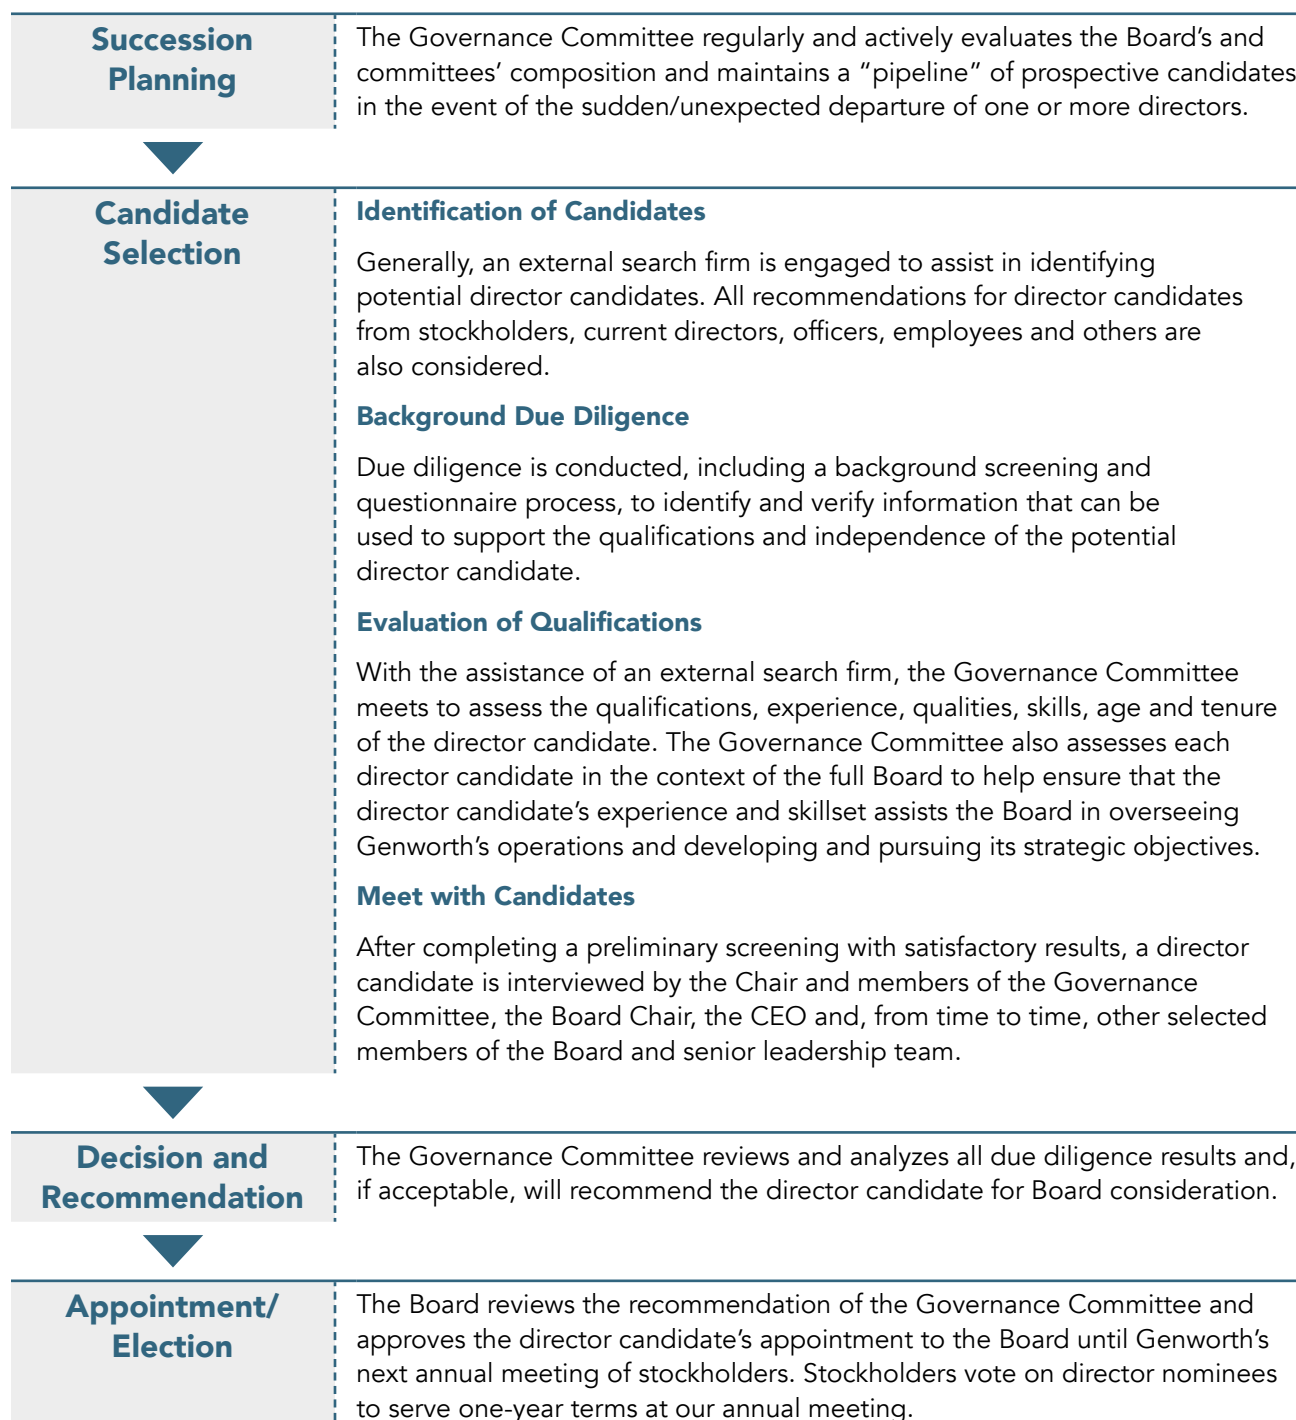 Succession
Planning
The Governance Committee regularly and actively evaluates the Board’s and
committees’ composition and maintains a “pipeline” of prospective candidates
in the event of the sudden/unexpected departure of one or more directors.
Candidate
Selection
Identification of Candidates
Generally, an external search firm is engaged to assist in identifying
potential director candidates. All recommendations for director candidates
from stockholders, current directors, officers, employees and others are
also considered.
Background Due Diligence
Due diligence is conducted, including a background screening and
questionnaire process, to identify and verify information that can be
used to support the qualifications and independence of the potential
director candidate.
Evaluation of Qualifications
With the assistance of an external search firm, the Governance Committee
meets to assess the qualifications, experience, qualities, skills, age and tenure
of the director candidate. The Governance Committee also assesses each
director candidate in the context of the full Board to help ensure that the
director candidate’s experience and skillset assists the Board in overseeing
Genworth’s operations and developing and pursuing its strategic objectives.
Meet with Candidates
After completing a preliminary screening with satisfactory results, a director
candidate is interviewed by the Chair and members of the Governance
Committee, the Board Chair, the CEO and, from time to time, other selected
members of the Board and senior leadership team.
Decision and
Recommendation
The Governance Committee reviews and analyzes all due diligence results and,
if acceptable, will recommend the director candidate for Board consideration.
Appointment/
Election
The Board reviews the recommendation of the Governance Committee and
approves the director candidate’s appointment to the Board until Genworth’s
next annual meeting of stockholders. Stockholders vote on director nominees
to serve one-year terms at our annual meeting.